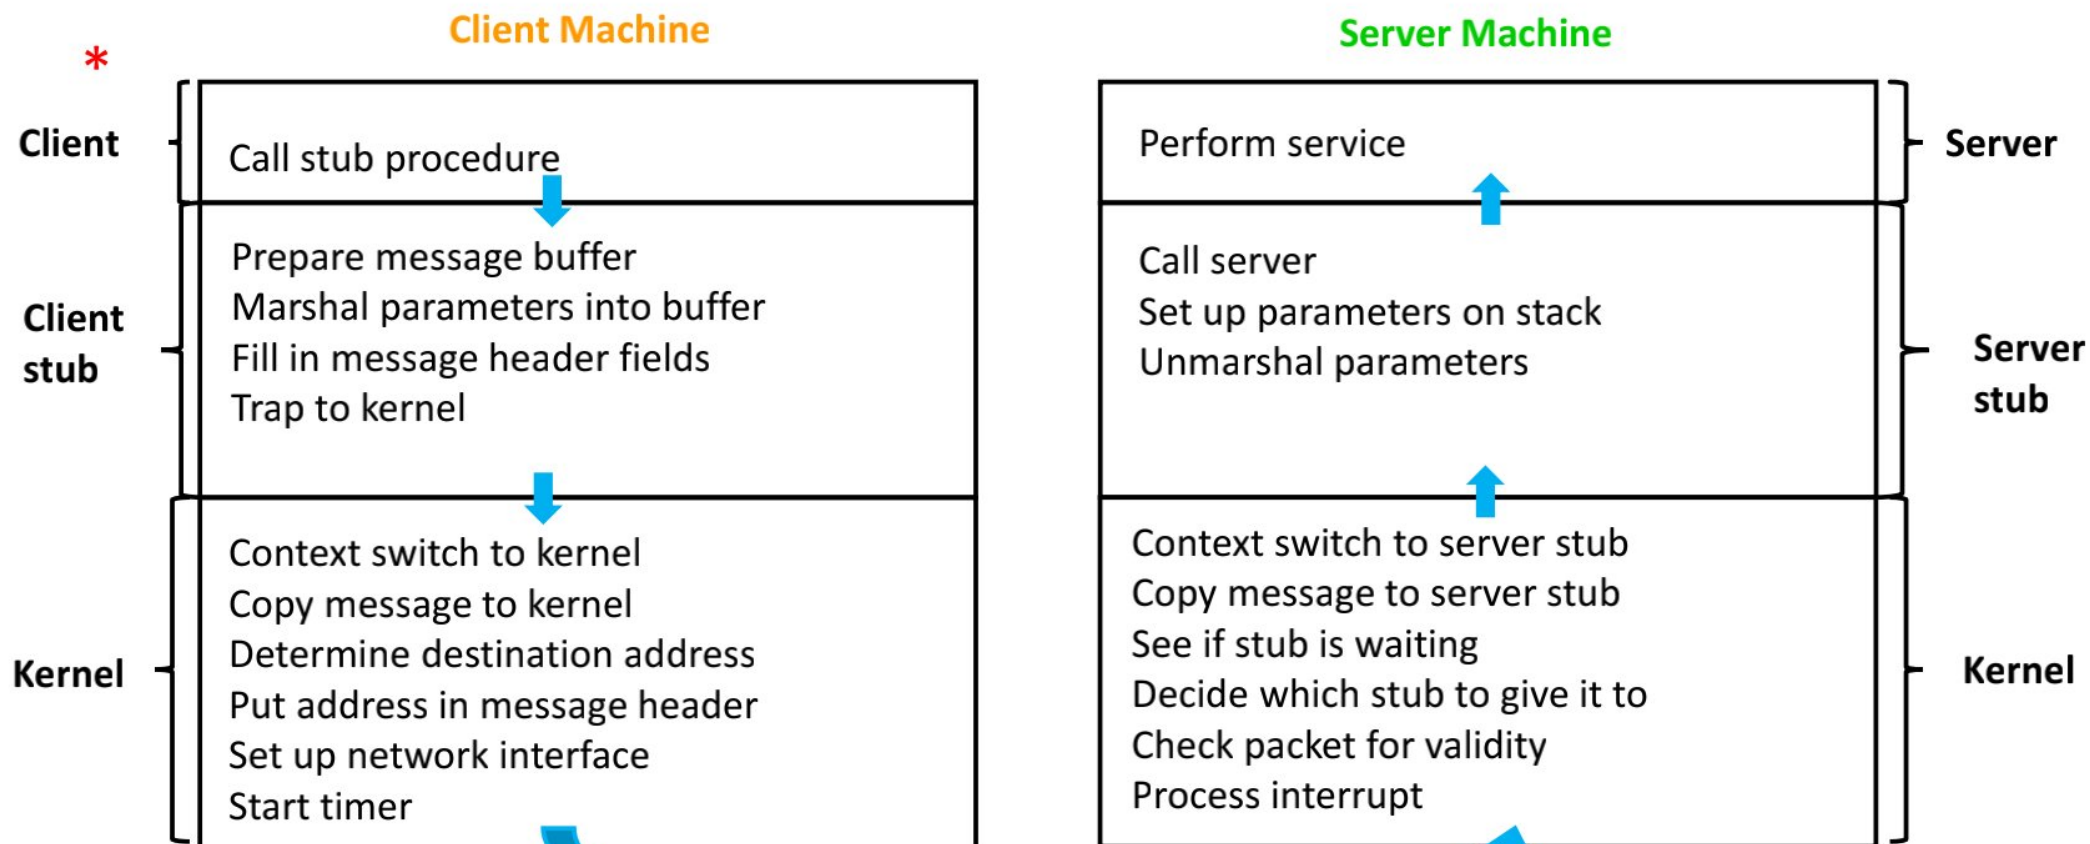 Client Machine
*
Client
Call stub procedure
Client
stub
Prepare message buffer
Marshal parameters into buffer
Fill in message header fields
Trap to kernel
Kernel
Context switch to kernel
Copy message to kernel
Determine destination address
Put address in message header
Set up network interface
Start timer
Server Machine
Perform service
Server
Call server
Set up parameters on stack
Unmarshal parameters
Server
stub
Context switch to server stub
Copy message to server stub
See if stub is waiting
Decide which stub to give it to
Check packet for validity
Process interrupt
Kernel